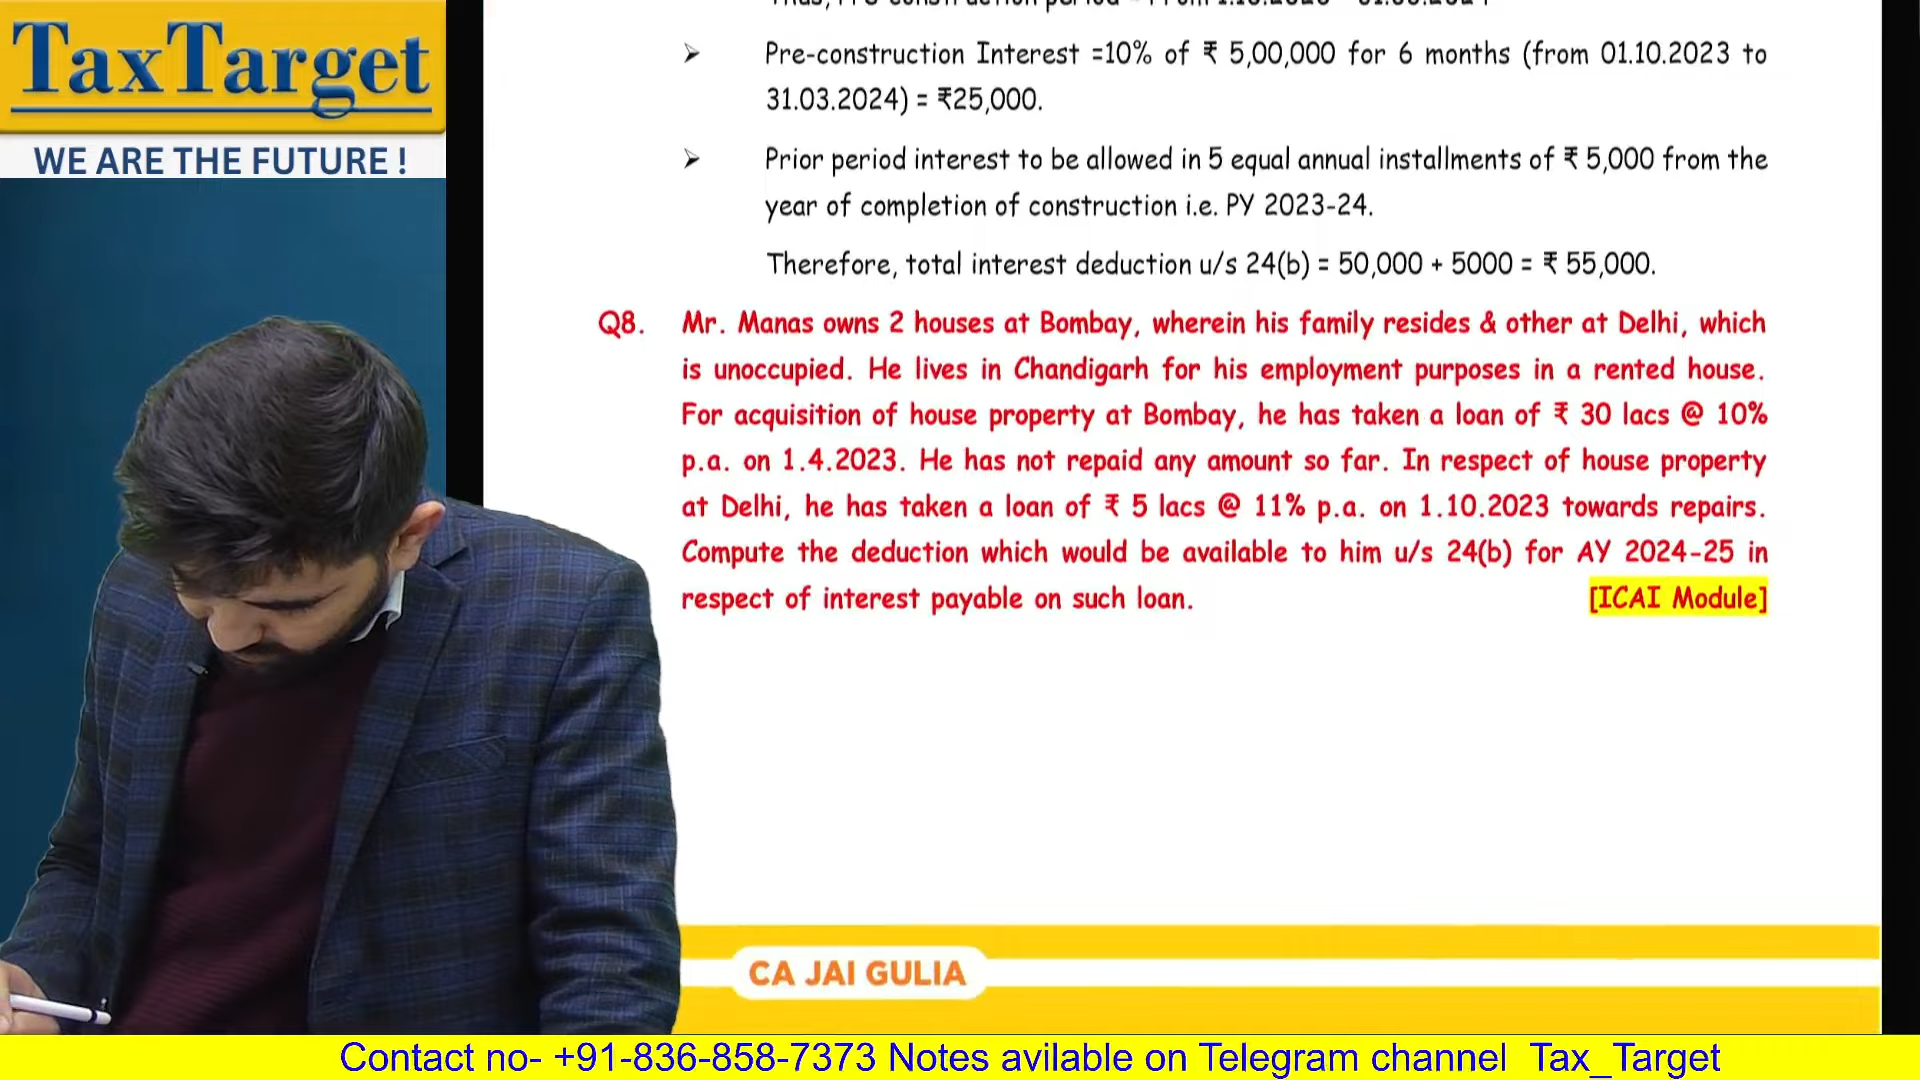 TaxTarget
WE ARE THE FUTURE !
➢ Pre-construction Interest =10% of ₹ 5,00,000 for 6 months (from 01.10.2023 to
31.03.2024) = ₹25,000.
➢ Prior period interest to be allowed in 5 equal annual installments of ₹ 5,000 from the
year of completion of construction i.e. PY 2023-24.
Therefore, total interest deduction u/s 24(b) = 50,000 + 5000 = ₹ 55,000.
Q8. Mr. Manas owns 2 houses at Bombay, wherein his family resides & other at Delhi, which
is unoccupied. He lives in Chandigarh for his employment purposes in a rented house.
For acquisition of house property at Bombay, he has taken a loan of ₹ 30 lacs @ 10%
p.a. on 1.4.2023. He has not repaid any amount so far. In respect of house property
at Delhi, he has taken a loan of ₹ 5 lacs @ 11% p.a. on 1.10.2023 towards repairs.
Compute the deduction which would be available to him u/s 24(b) for AY 2024-25 in
respect of interest payable on such loan. [ICAI Module]
CA JAI GULIA
Contact no- +91-836-858-7373 Notes avilable on Telegram channel Tax_Target